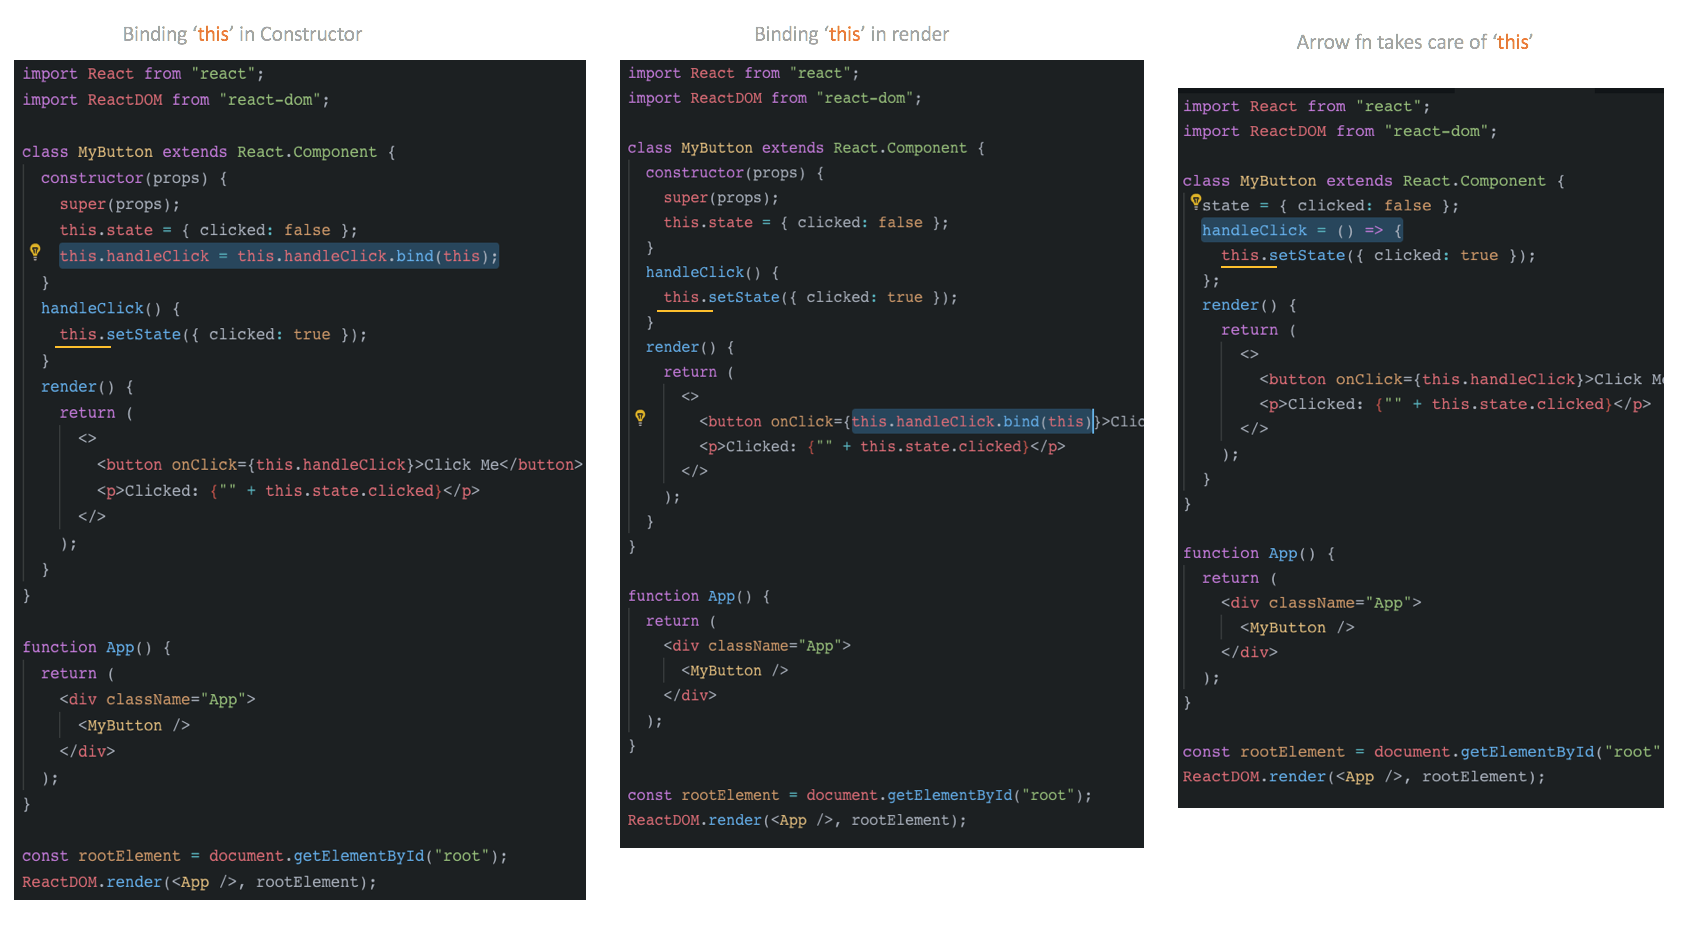 Binding ‘this’ in Constructor
import React from "react";
import ReactDOM from "react-dom";
class MyButton extends React.Component {
constructor(props) {
super(props);
this.state = { clicked: false };
this.handleClick = this.handleClick.bind(this);
}
handleClick() {
this.setState({ clicked: true });
}
render() {
return (
<>
<button onClick={this.handleClick}>Click Me</button>
<p>Clicked: {"" + this.state.clicked}</p>
</>
);
}
}
function App() {
return (
<div className="App">
<MyButton />
</div>
);
}
const rootElement = document.getElementById("root");
ReactDOM.render(<App />, rootElement);
Binding ‘this’ in render
import React from "react";
import ReactDOM from "react-dom";
class MyButton extends React.Component {
constructor(props) {
super(props);
this.state = { clicked: false };
}
handleClick() {
this.setState({ clicked: true });
}
render() {
return (
<>
<button onClick={this.handleClick.bind(this)}>Clic
<p>Clicked: {"" + this.state.clicked}</p>
</>
);
}
}
function App() {
return (
<div className="App">
<MyButton />
</div>
);
}
const rootElement = document.getElementById("root");
ReactDOM.render(<App />, rootElement);
Arrow fn takes care of ‘this’
import React from "react";
import ReactDOM from "react-dom";
class MyButton extends React.Component {
state = { clicked: false };
handleClick = () => {
this.setState({ clicked: true });
};
render() {
return (
<>
<button onClick={this.handleClick}>Click M
<p>Clicked: {"" + this.state.clicked}</p>
</>
);
}
}
function App() {
return (
<div className="App">
<MyButton />
</div>
);
}
const rootElement = document.getElementById("root"
ReactDOM.render(<App />, rootElement);